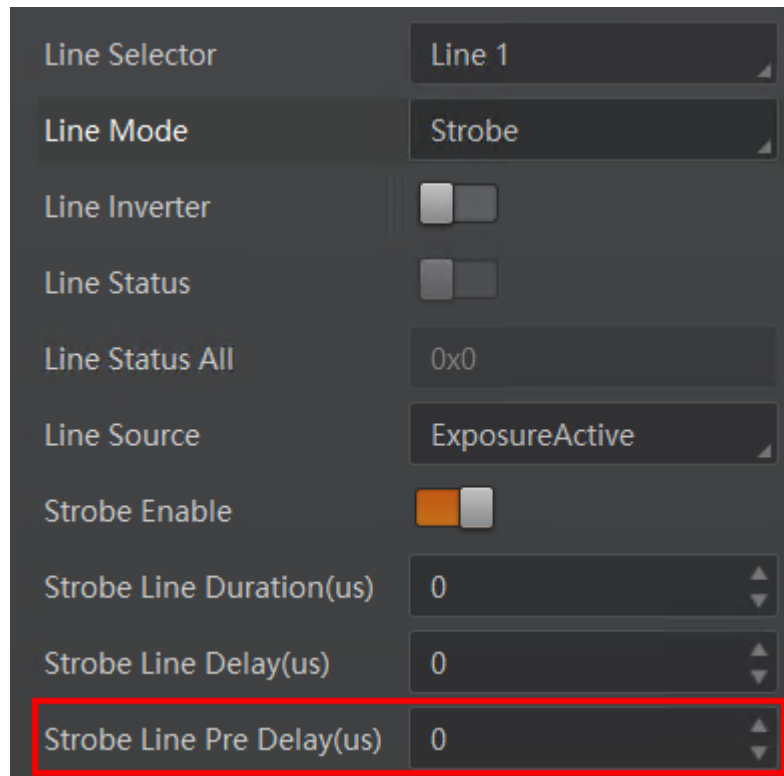 Line Selector Line 1
Line Mode Strobe
Line Inverter
Line Status
Line Status All 0x0
Line Source ExposureActive
Strobe Enable
Strobe Line Duration(us) 0
Strobe Line Delay(us) 0
Strobe Line Pre Delay(us) 0